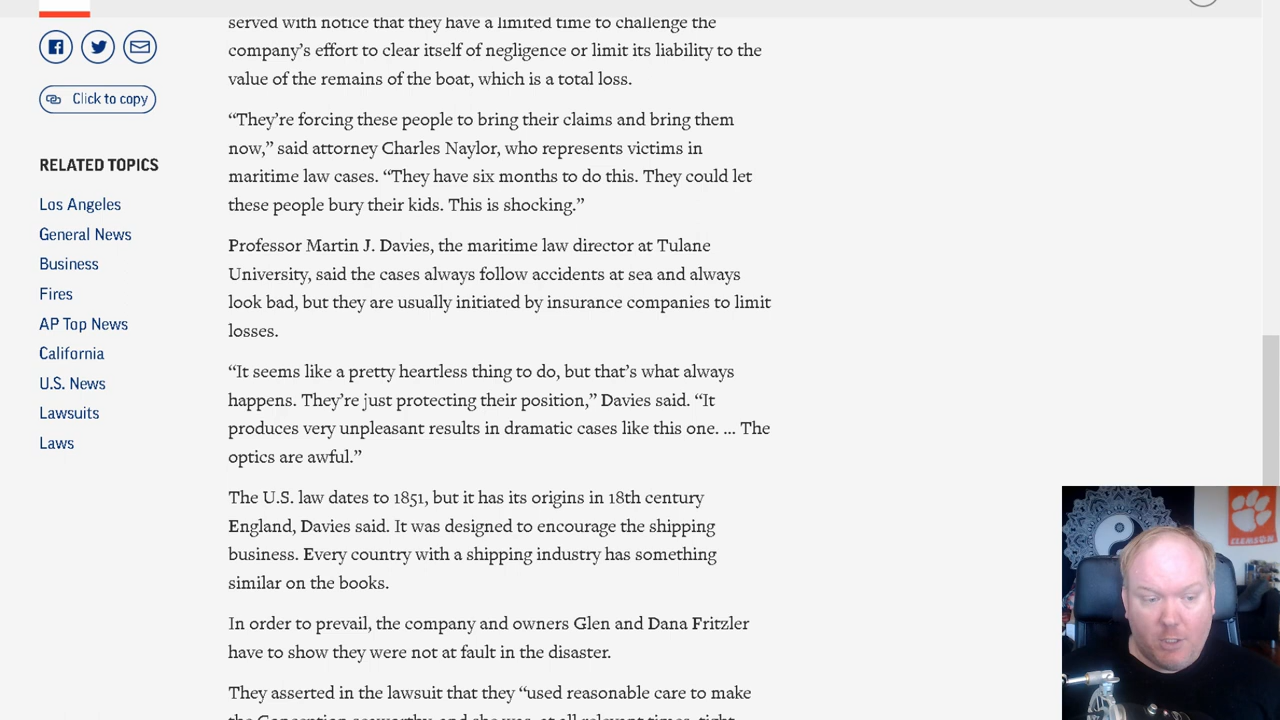 served with notice that they have a limited time to challenge the
company's effort to clear itself of negligence or limit its liability to the
value of the remains of the boat, which is a total loss.
Click to copy
“They're forcing these people to bring their claims and bring them
now,” said attorney Charles Naylor, who represents victims in
maritime law cases. “They have six months to do this. They could let
these people bury their kids. This is shocking.”
RELATED TOPICS
Los Angeles
General News
Business
Fires
AP Top News
California
U.S. News
Lawsuits
Laws
Professor Martin J. Davies, the maritime law director at Tulane
University, said the cases always follow accidents at sea and always
look bad, but they are usually initiated by insurance companies to limit
losses.
“It seems like a pretty heartless thing to do, but that's what always
happens. They're just protecting their position,” Davies said. “It
produces very unpleasant results in dramatic cases like this one. ... The
optics are awful.”
The U.S. law dates to 1851, but it has its origins in 18th century
England, Davies said. It was designed to encourage the shipping
business. Every country with a shipping industry has something
similar on the books.
In order to prevail, the company and owners Glen and Dana Fritzler
have to show they were not at fault in the disaster.
They asserted in the lawsuit that they “used reasonable care to make
the Conception seaworthy, and she was, at all relevant times, tight,
CLEMSON